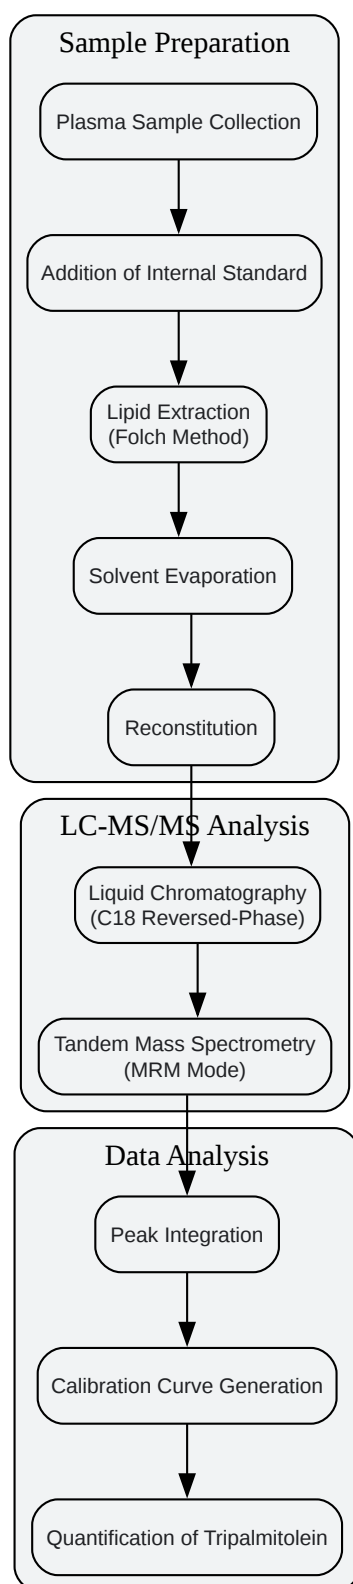 Sample Preparation
Plasma Sample Collection
Addition of Internal Standard
Lipid Extraction
(Folch Method)
Solvent Evaporation
Reconstitution
LC-MS/MS Analysis
Liquid Chromatography
(C18 Reversed-Phase)
Tandem Mass Spectrometry
(MRM Mode)
Data Analysis
Peak Integration
Calibration Curve Generation
Quantification of Tripalmitolein